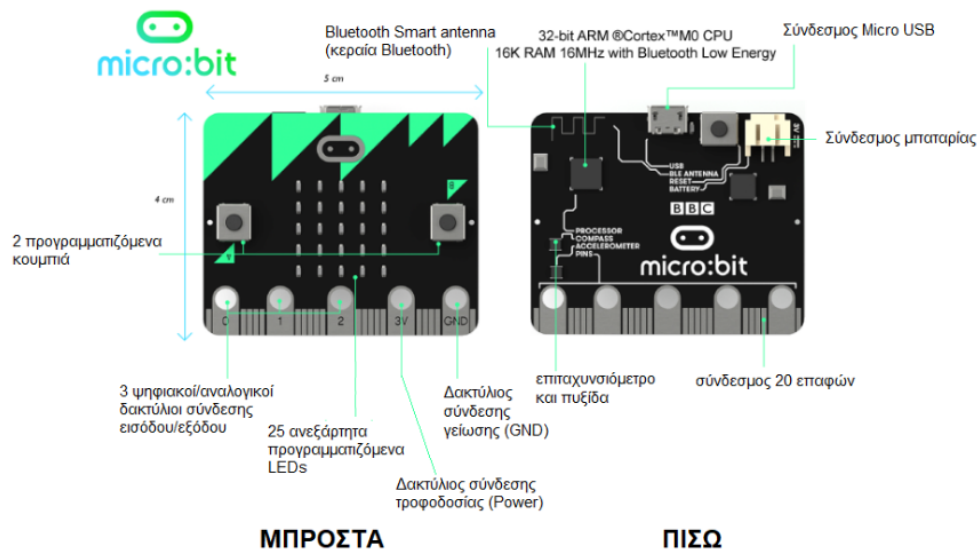 micro:bit
Bluetooth Smart antenna
(κεραία Bluetooth)
32-bit ARM ®Cortex™M0 CPU
16K RAM 16MHz with Bluetooth Low Energy
Σύνδεσμος Micro USB
5 cm
4 cm
Σύνδεσμος μπαταρίας
2 προγραμματιζόμενα
κουμπιά
A
B
0
1
2
3V
GND
3V
USB
BLE ANTENNA
RESET
BATTERY
BBC
PROCESSOR
COMPASS
ACCELEROMETER
PINS
micro:bit
3 ψηφιακοί/αναλογικοί
δακτύλιοι σύνδεσης
εισόδου/εξόδου
25 ανεξάρτητα
προγραμματιζόμενα
LEDs
Δακτύλιος
σύνδεσης
γείωσης (GND)
Δακτύλιος σύνδεσης
τροφοδοσίας (Power)
επιταχυνσιόμετρο
και πυξίδα
σύνδεσμος 20 επαφών
ΜΠΡΟΣΤΑ
ΠΙΣΩ